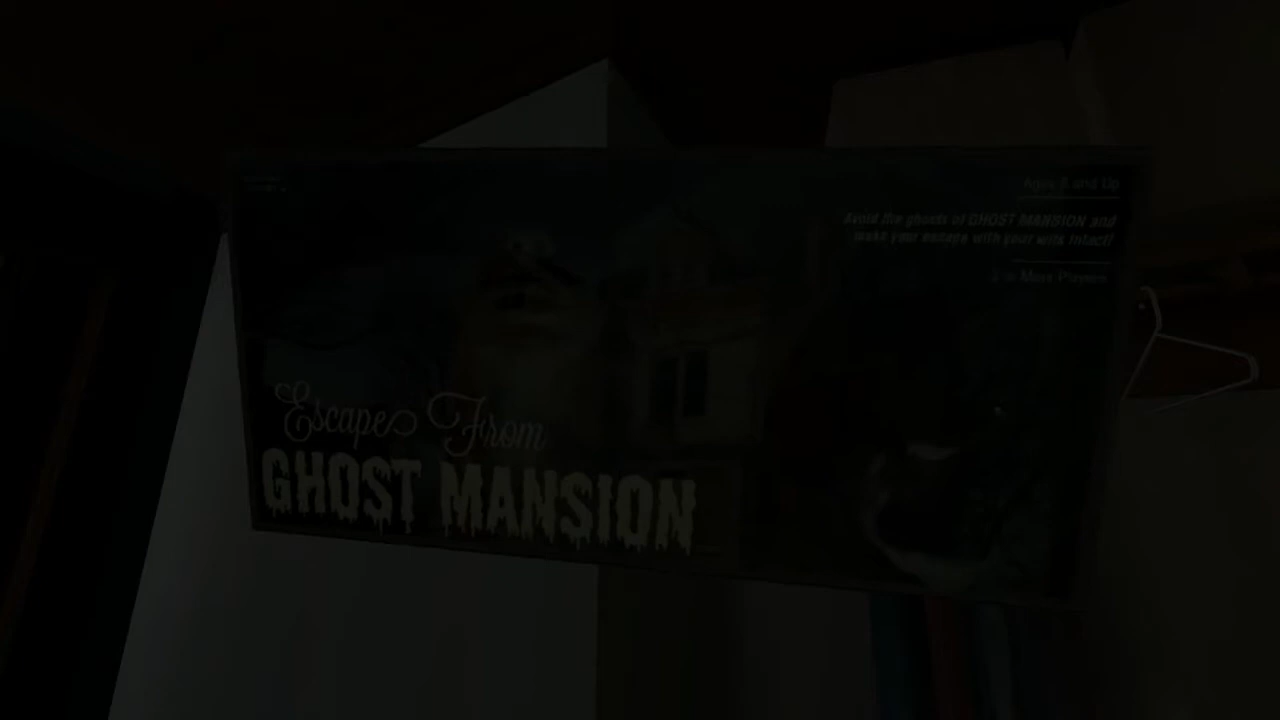 Ages 8 and Up
Avoid the ghosts of GHOST MANSION and
make your escape with your wits intact!
2 or More Players
Escape From
GHOST MANSION